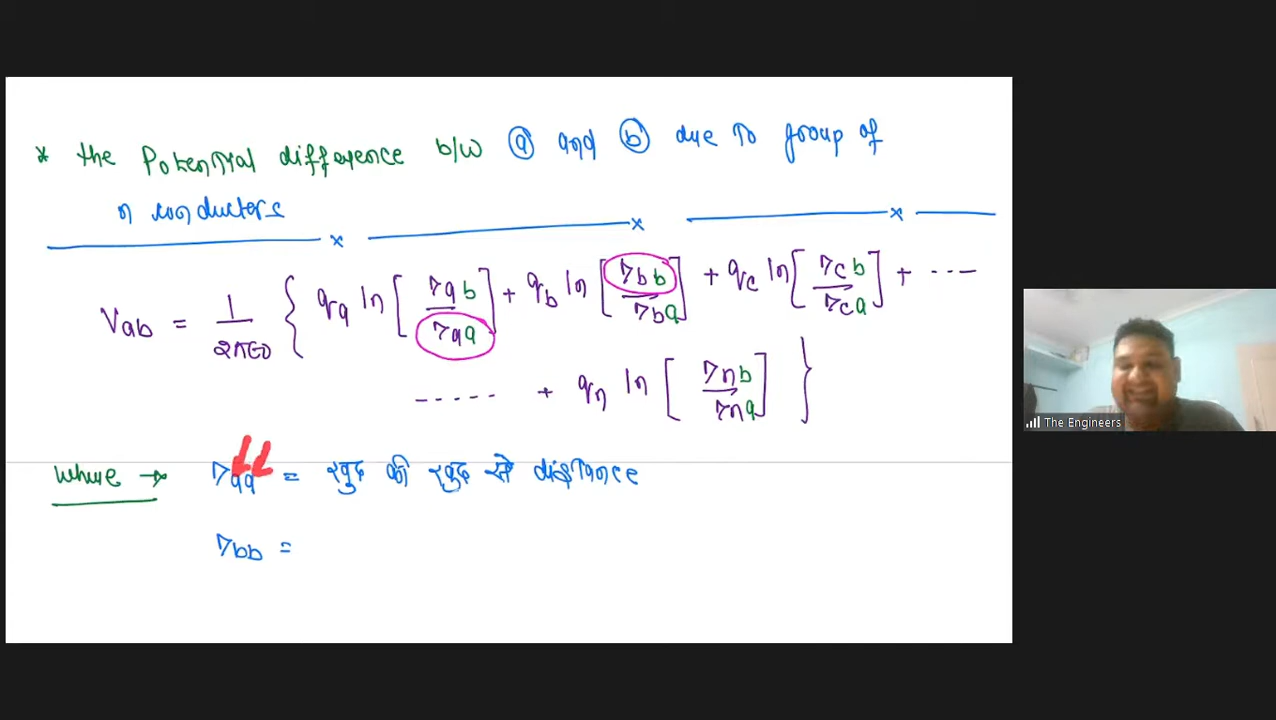 * the Potential difference b/w ⓐ and ⓑ due to group of
n conductors
Vab = 1/2πε0 { qa ln [ rab / raa ] + qb ln [ rbb / rba ] + qc ln [ rcb / rca ] + ---
----- + qn ln [ rnb / rna ] }
where → raa = खुद की खुद से distance
rbb =
The Engineers